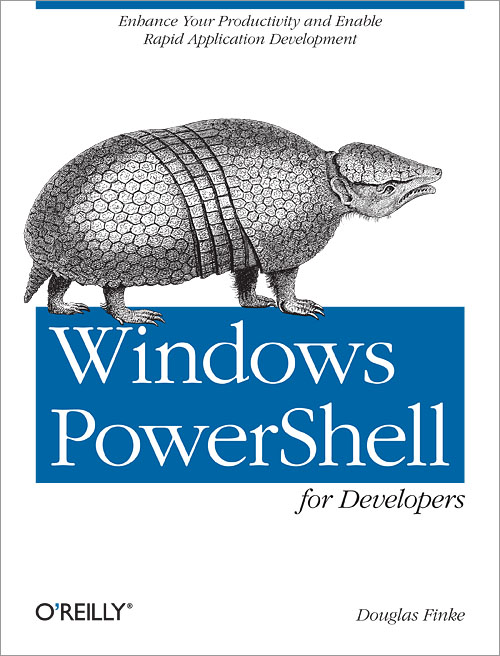 Enhance Your Productivity and Enable
Rapid Application Development
Windows
PowerShell
for Developers
O'REILLY®
Douglas Finke